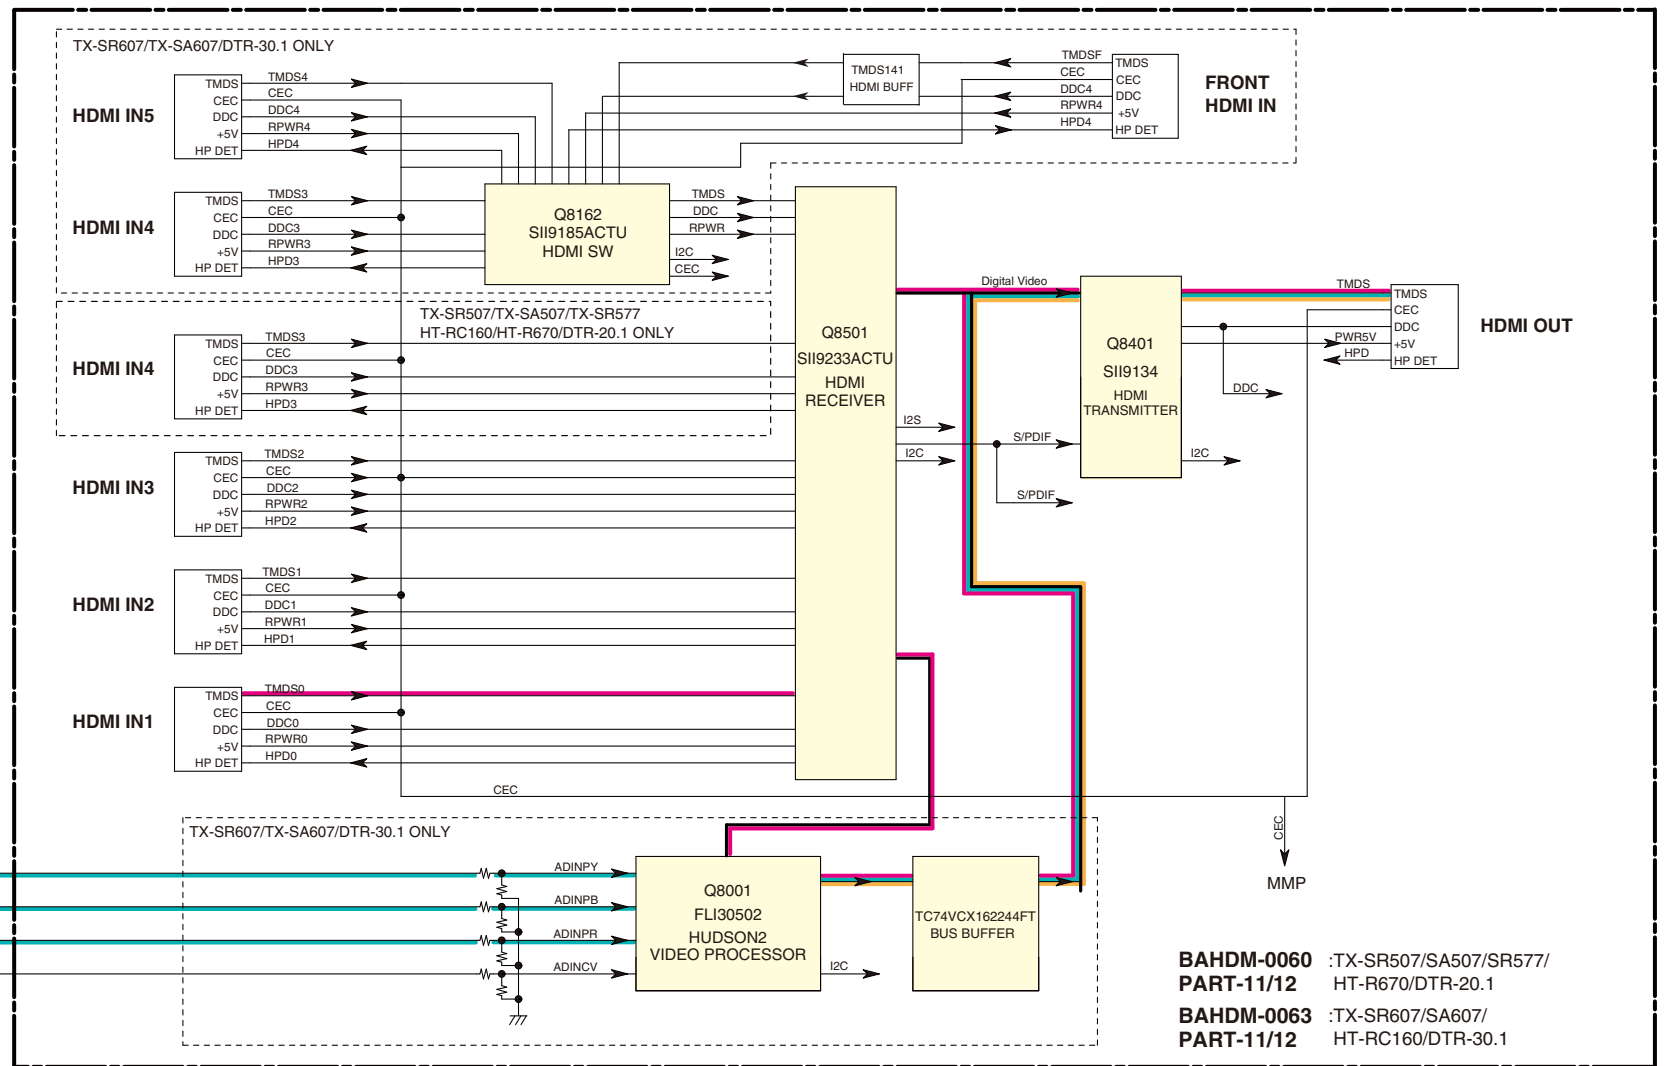 TX-SR607/TX-SA607/DTR-30.1 ONLY
HDMI IN5
TMDS
CEC
DDC
+5V
HP DET
TMDS4
CEC
DDC4
RPWR4
HPD4
TMDS141
HDMI BUFF
TMDSF
CEC
DDC4
RPWR4
HPD4
TMDS
CEC
DDC
+5V
HP DET
FRONT
HDMI IN
HDMI IN4
TMDS
CEC
DDC
+5V
HP DET
TMDS3
CEC
DDC3
RPWR3
HPD3
Q8162
SII9185ACTU
HDMI SW
TMDS
DDC
RPWR
I2C
CEC
TX-SR507/TX-SA507/TX-SR577
HT-RC160/HT-R670/DTR-20.1 ONLY
HDMI IN4
TMDS
CEC
DDC
+5V
HP DET
TMDS3
CEC
DDC3
RPWR3
HPD3
Q8501
SII9233ACTU
HDMI
RECEIVER
Digital Video
I2S
I2C
S/PDIF
S/PDIF
Q8401
SII9134
HDMI
TRANSMITTER
I2C
DDC
TMDS
PWR5V
HPD
TMDS
CEC
DDC
+5V
HP DET
HDMI OUT
HDMI IN3
TMDS
CEC
DDC
+5V
HP DET
TMDS2
CEC
DDC2
RPWR2
HPD2
HDMI IN2
TMDS
CEC
DDC
+5V
HP DET
TMDS1
CEC
DDC1
RPWR1
HPD1
HDMI IN1
TMDS
CEC
DDC
+5V
HP DET
TMDS0
CEC
DDC0
RPWR0
HPD0
CEC
CEC
MMP
TX-SR607/TX-SA607/DTR-30.1 ONLY
ADINPY
ADINPB
ADINPR
ADINCV
Q8001
FLI30502
HUDSON2
VIDEO PROCESSOR
I2C
TC74VCX162244FT
BUS BUFFER
BAHDM-0060 :TX-SR507/SA507/SR577/
PART-11/12 HT-R670/DTR-20.1
BAHDM-0063 :TX-SR607/SA607/
PART-11/12 HT-RC160/DTR-30.1